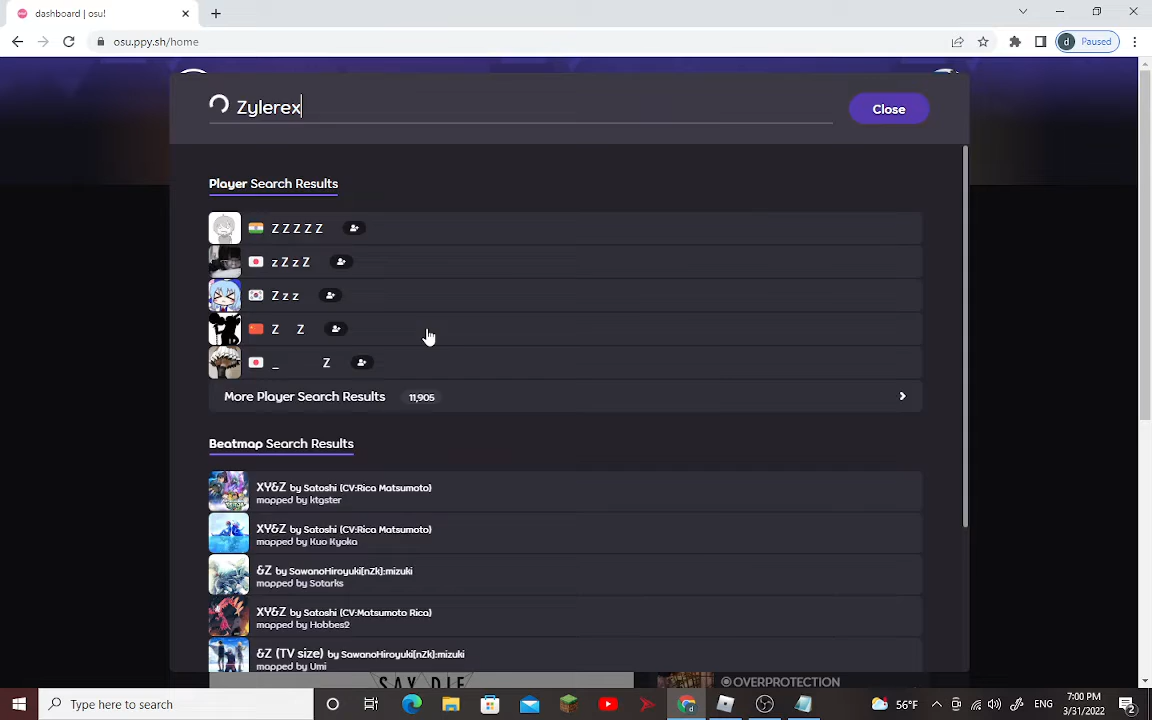 dashboard | osu!
osu.ppy.sh/home
d Paused
Zylerex
Close
Player Search Results
Z Z Z Z Z
z Z z Z
Z z z
Z Z
_ Z
More Player Search Results 11,905
Beatmap Search Results
XY&Z by Satoshi (CV:Rica Matsumoto)
mapped by ktgster
XY&Z by Satoshi (CV:Rica Matsumoto)
mapped by Kuo Kyoka
&Z by SawanoHiroyuki[nZk]:mizuki
mapped by Sotarks
XY&Z by Satoshi (CV:Matsumoto Rica)
mapped by Hobbes2
&Z (TV size) by SawanoHiroyuki[nZk]:mizuki
mapped by Umi
SAY DIE
OVERPROTECTION
Type here to search
56°F
ENG
7:00 PM
3/31/2022
2